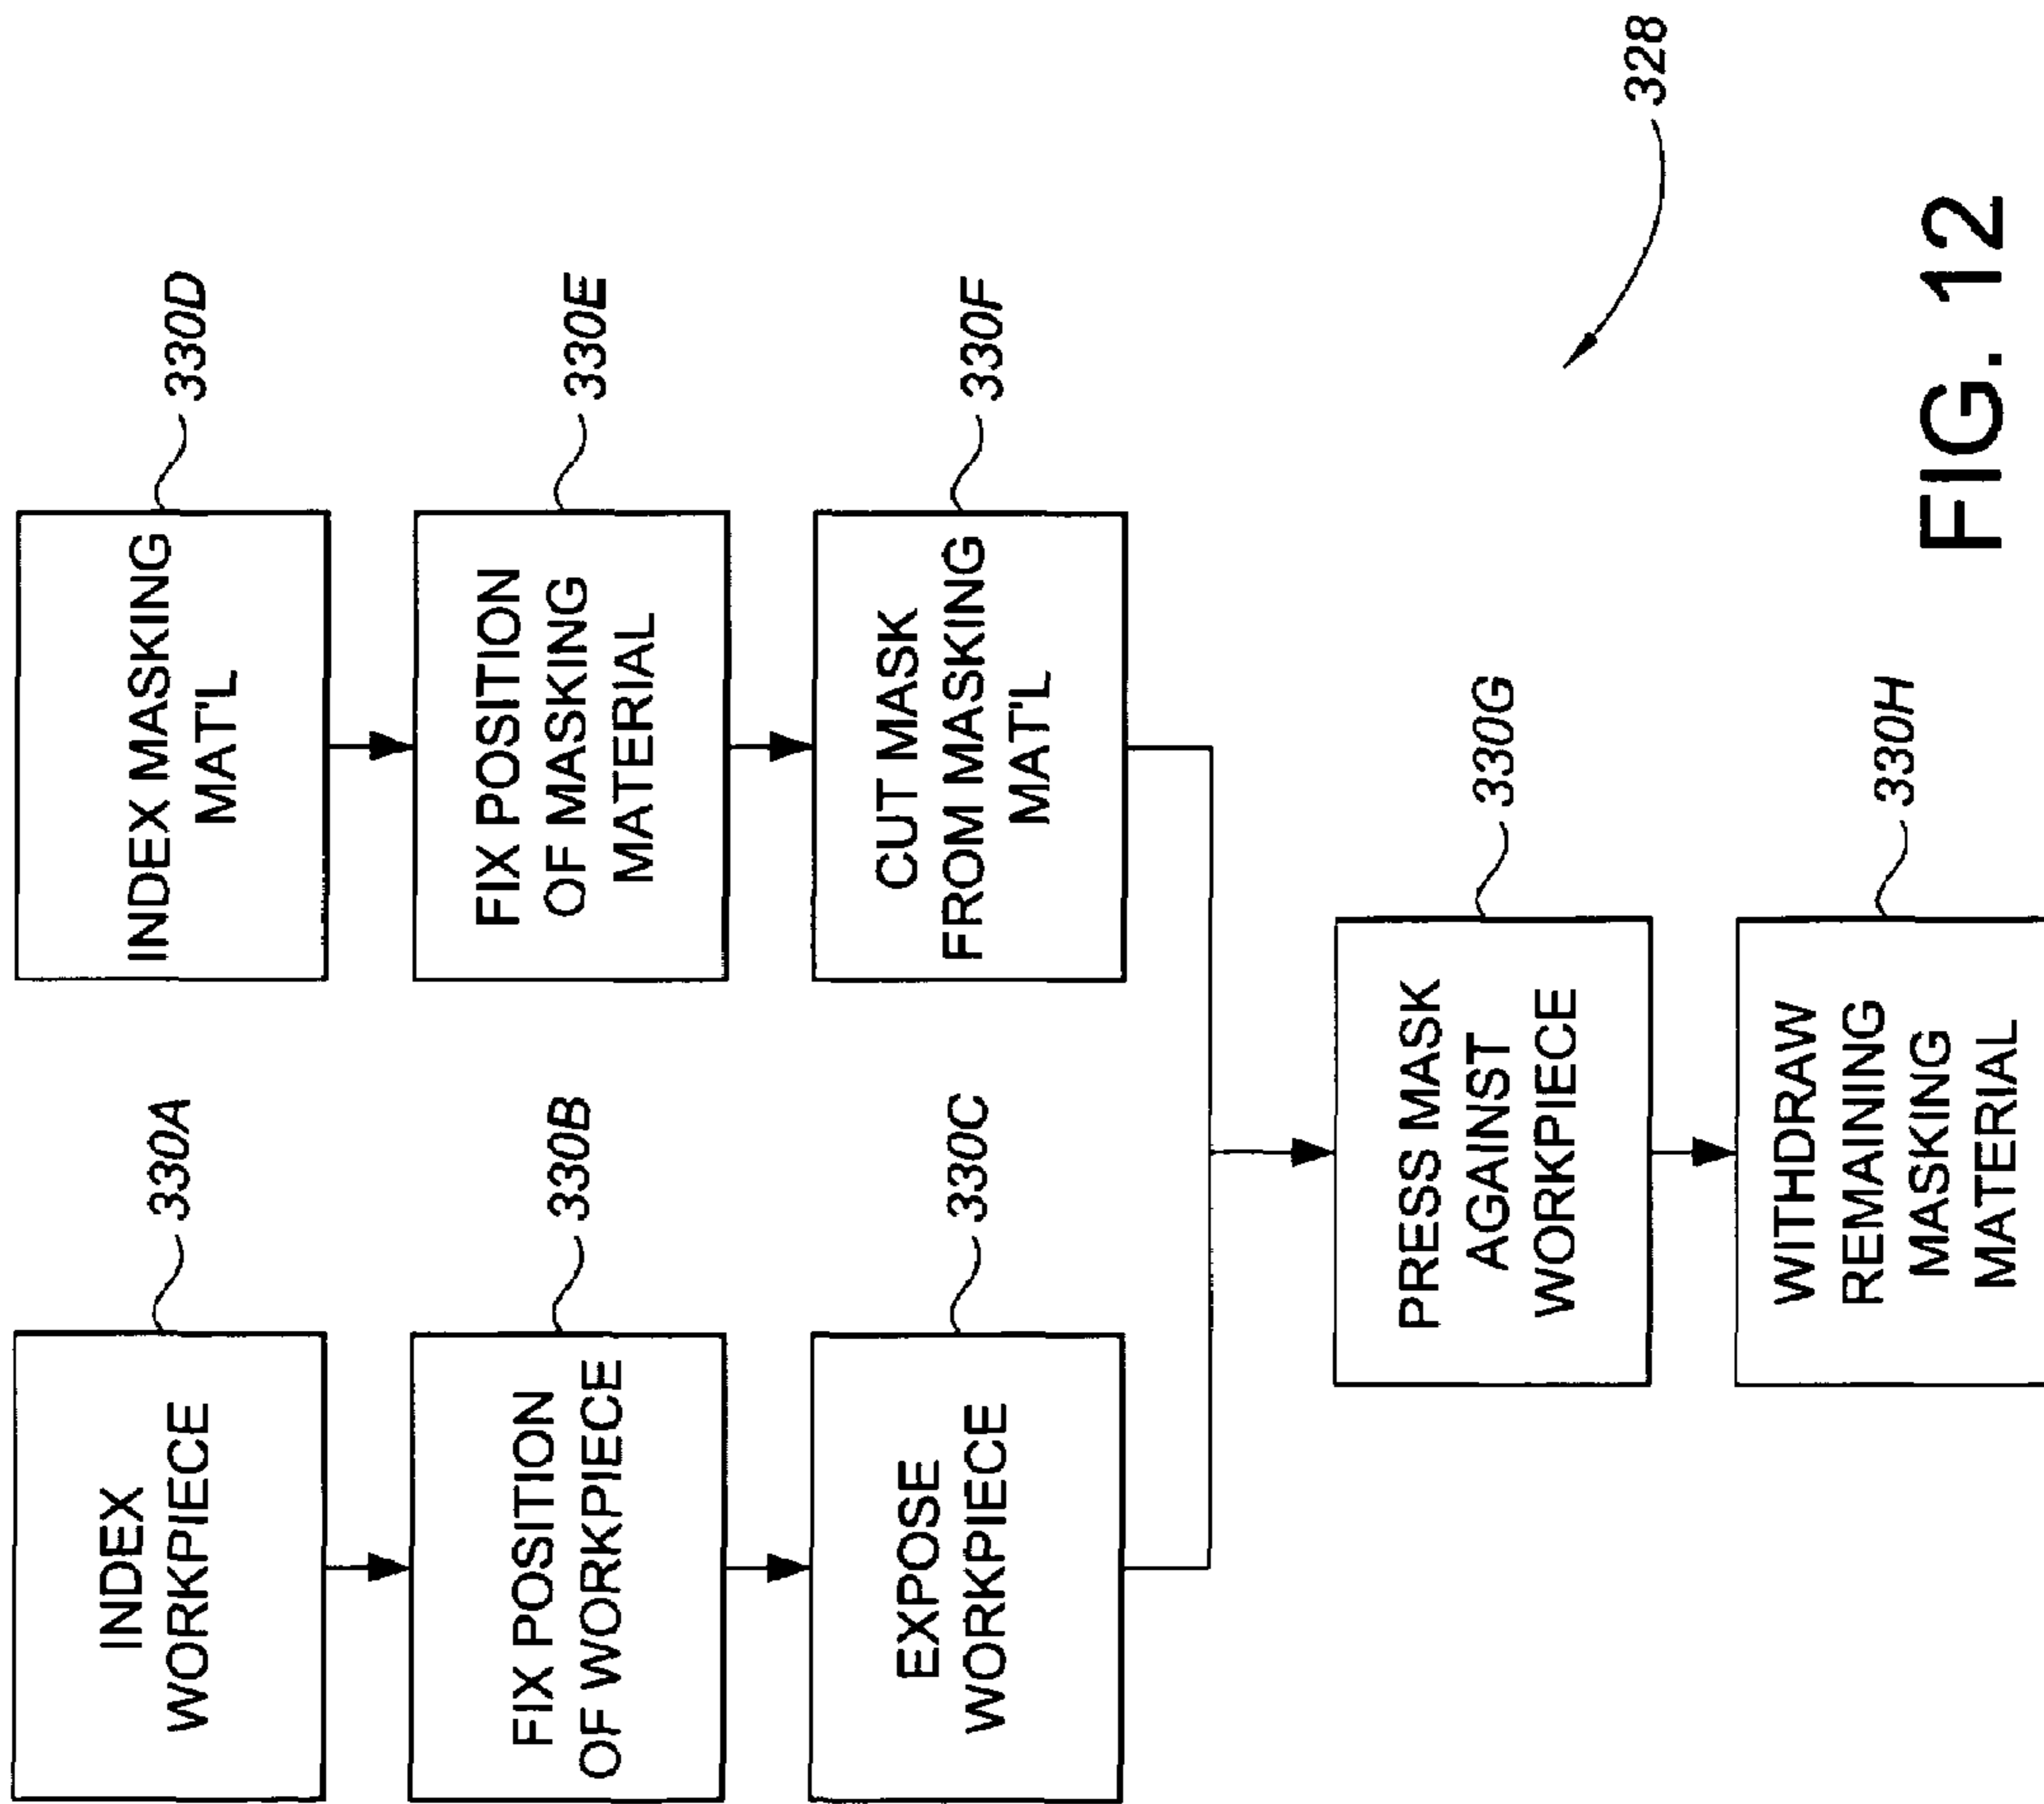 INDEX
WORKPIECE
330A
FIX POSITION
OF WORKPIECE
330B
EXPOSE
WORKPIECE
330C
INDEX MASKING
MAT'L
330D
FIX POSITION
OF MASKING
MATERIAL
330E
CUT MASK
FROM MASKING
MAT'L
330F
PRESS MASK
AGAINST
WORKPIECE
330G
WITHDRAW
REMAINING
MASKING
MATERIAL
330H
328
FIG. 12